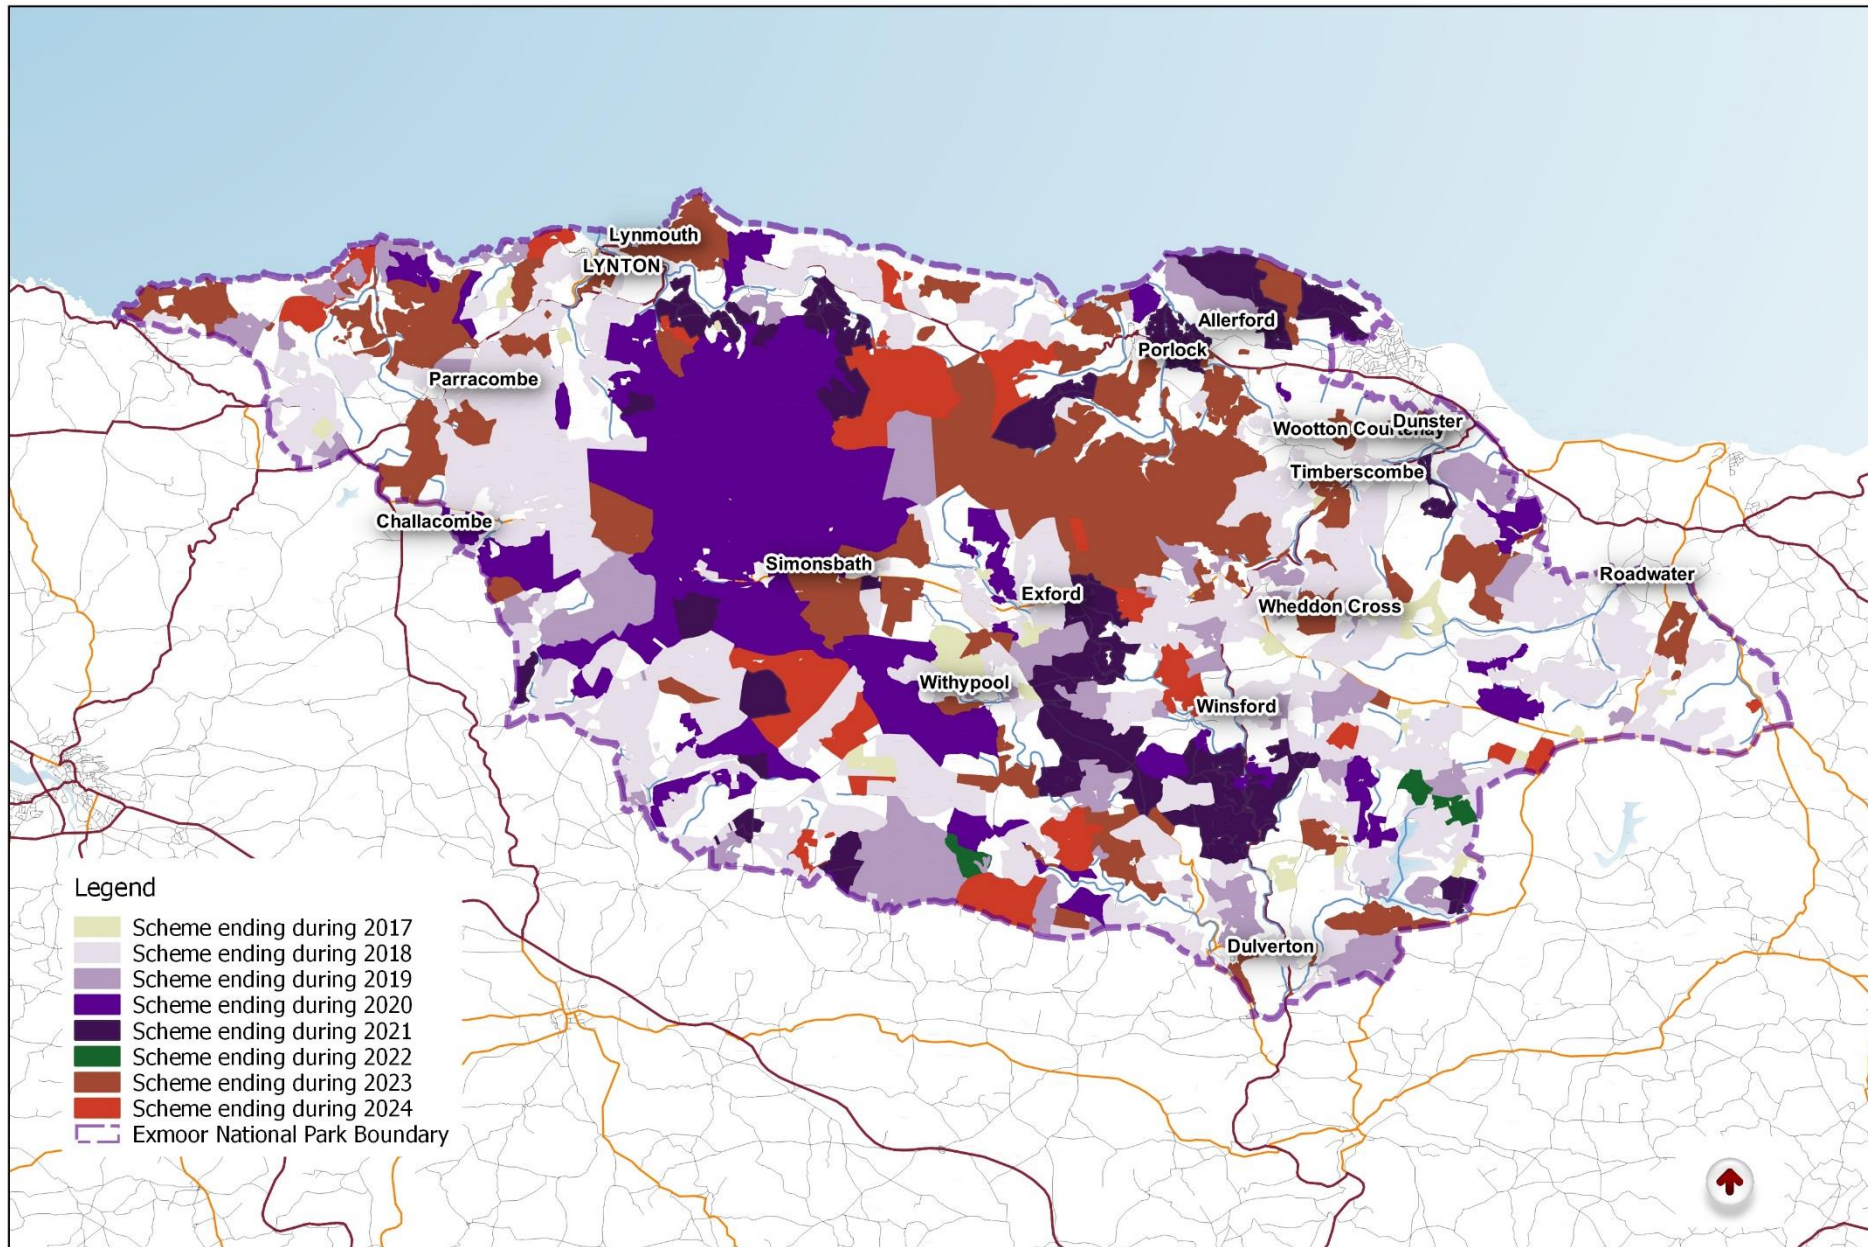 Lynmouth
LYNTON
Allerford
Porlock
Parracombe
Wootton Courtenay
Dunster
Timberscombe
Challacombe
Simonsbath
Exford
Roadwater
Wheddon Cross
Withypool
Winsford
Dulverton
Legend
Scheme ending during 2017
Scheme ending during 2018
Scheme ending during 2019
Scheme ending during 2020
Scheme ending during 2021
Scheme ending during 2022
Scheme ending during 2023
Scheme ending during 2024
Exmoor National Park Boundary